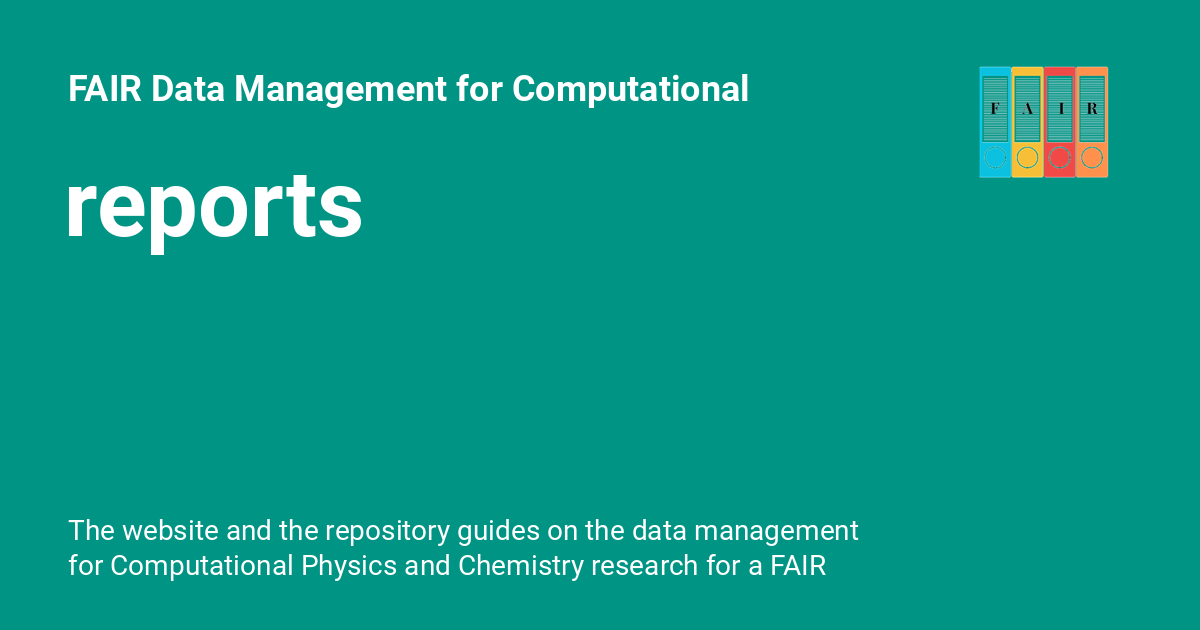 FAIR Data Management for Computational
F A I R
reports
The website and the repository guides on the data management
for Computational Physics and Chemistry research for a FAIR